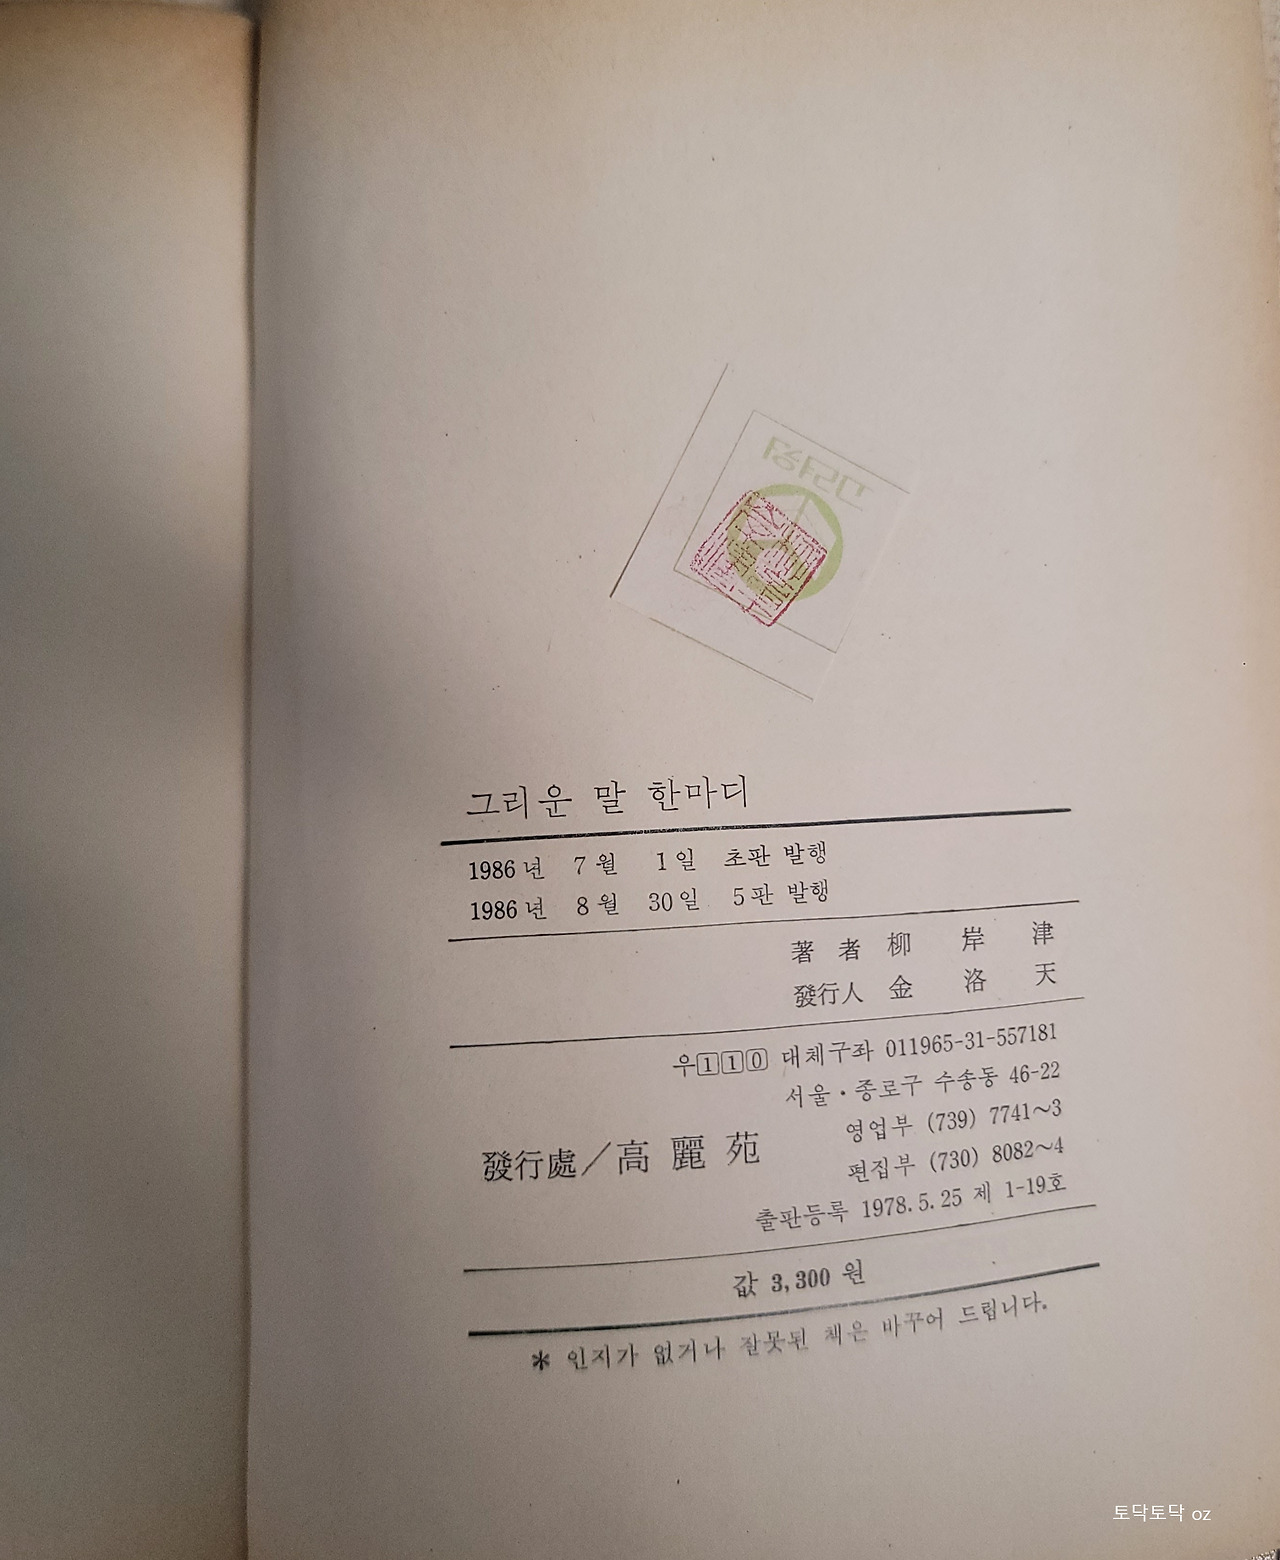 고려원
그리운 말 한마디
1986년 7월 1일 초판 발행
1986년 8월 30일 5판 발행
著者 柳岸津
發行人 金洛天
우110 대체구좌 011965-31-557181
서울·종로구 수송동 46-22
영업부 (739) 7741~3
發行處/高麗苑
편집부 (730) 8082~4
출판등록 1978.5.25 제 1-19호
값 3,300 원
* 인지가 없거나 잘못된 책은 바꾸어 드립니다.
토닥토닥 oz